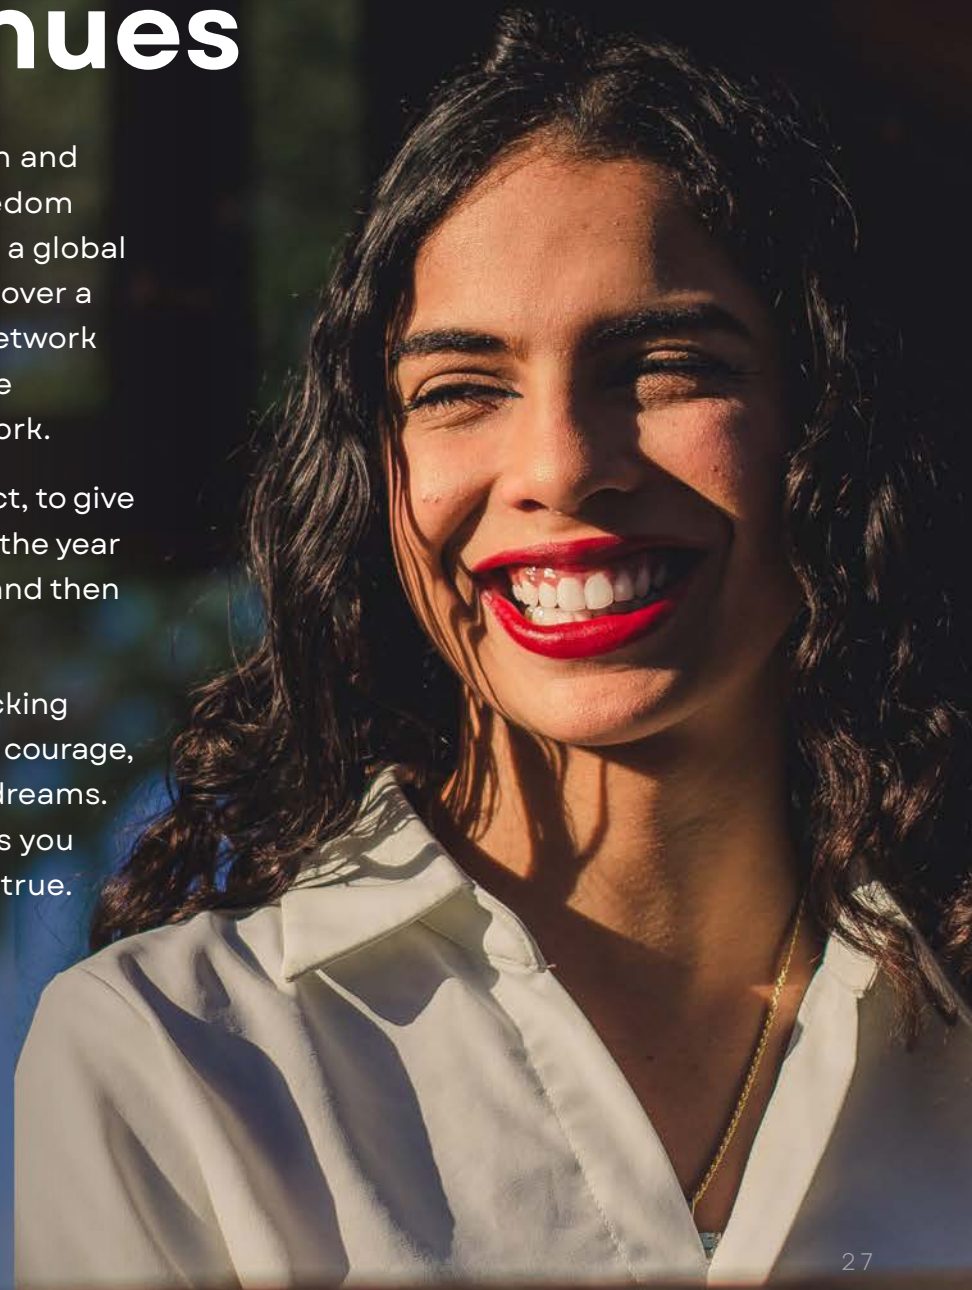 nues
n and
edom
a global
over a
etwork
e
ork.
ct, to give
the year
and then
cking
courage,
dreams.
s you
true.
27